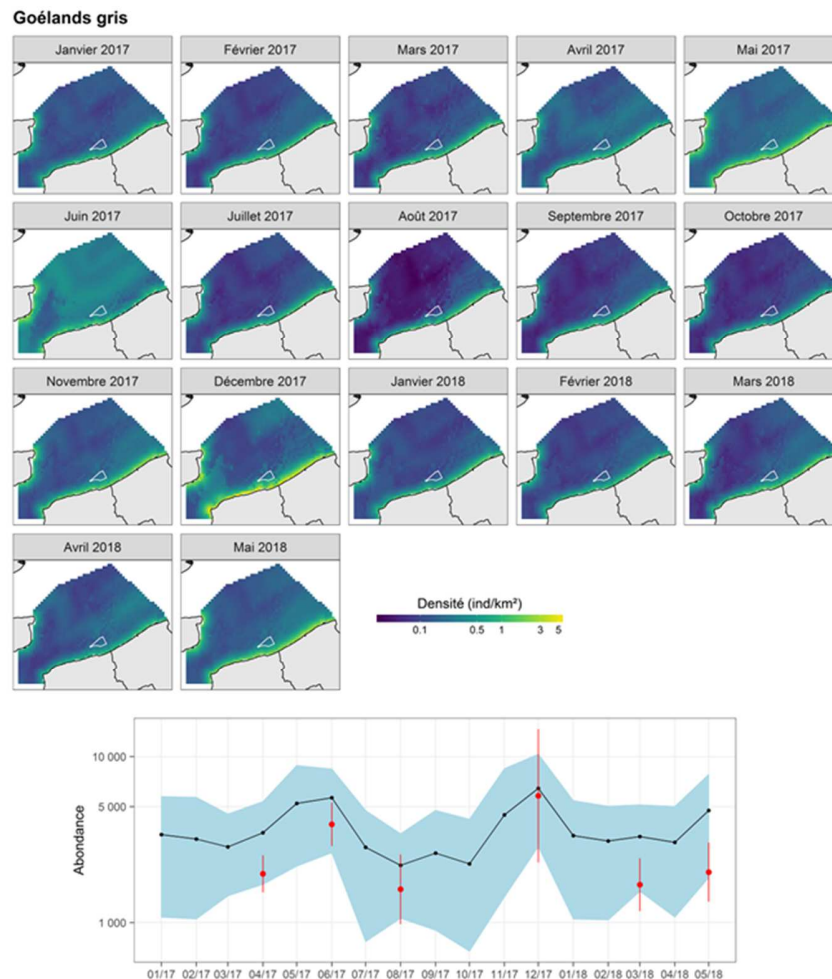 Goélands gris
Janvier 2017 Février 2017 Mars 2017 Avril 2017 Mai 2017
Juin 2017 Juillet 2017 Août 2017 Septembre 2017 Octobre 2017
Novembre 2017 Décembre 2017 Janvier 2018 Février 2018 Mars 2018
Avril 2018 Mai 2018
Densité (ind/km²)
0.1 0.5 1 3 5
10 000
5 000
1 000
Abondance
01/17 02/17 03/17 04/17 05/17 06/17 07/17 08/17 09/17 10/17 11/17 12/17 01/18 02/18 03/18 04/18 05/18